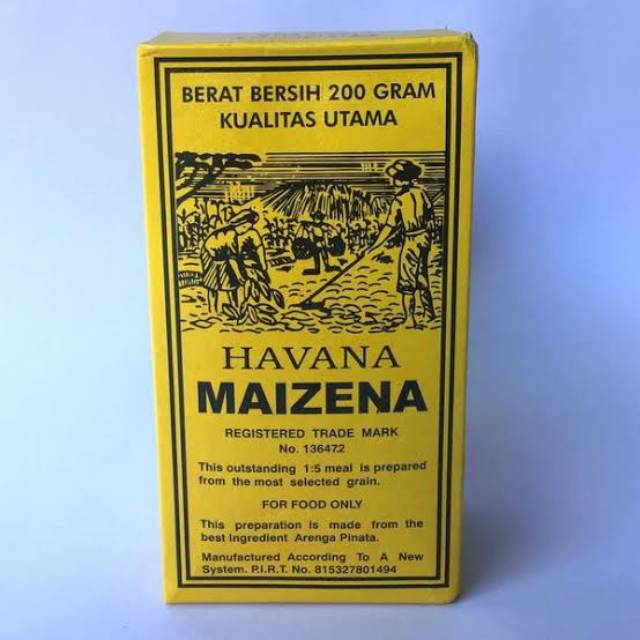 BERAT BERSIH 200 GRAM
KUALITAS UTAMA
HAVANA
MAIZENA
REGISTERED TRADE MARK
No. 136472
This outstanding 1:5 meal is prepared
from the most selected grain.
FOR FOOD ONLY
This preparation is made from the
best Ingredient Arenga Pinata.
Manufactured According To A New
System. P.I.R.T. No. 815327801494